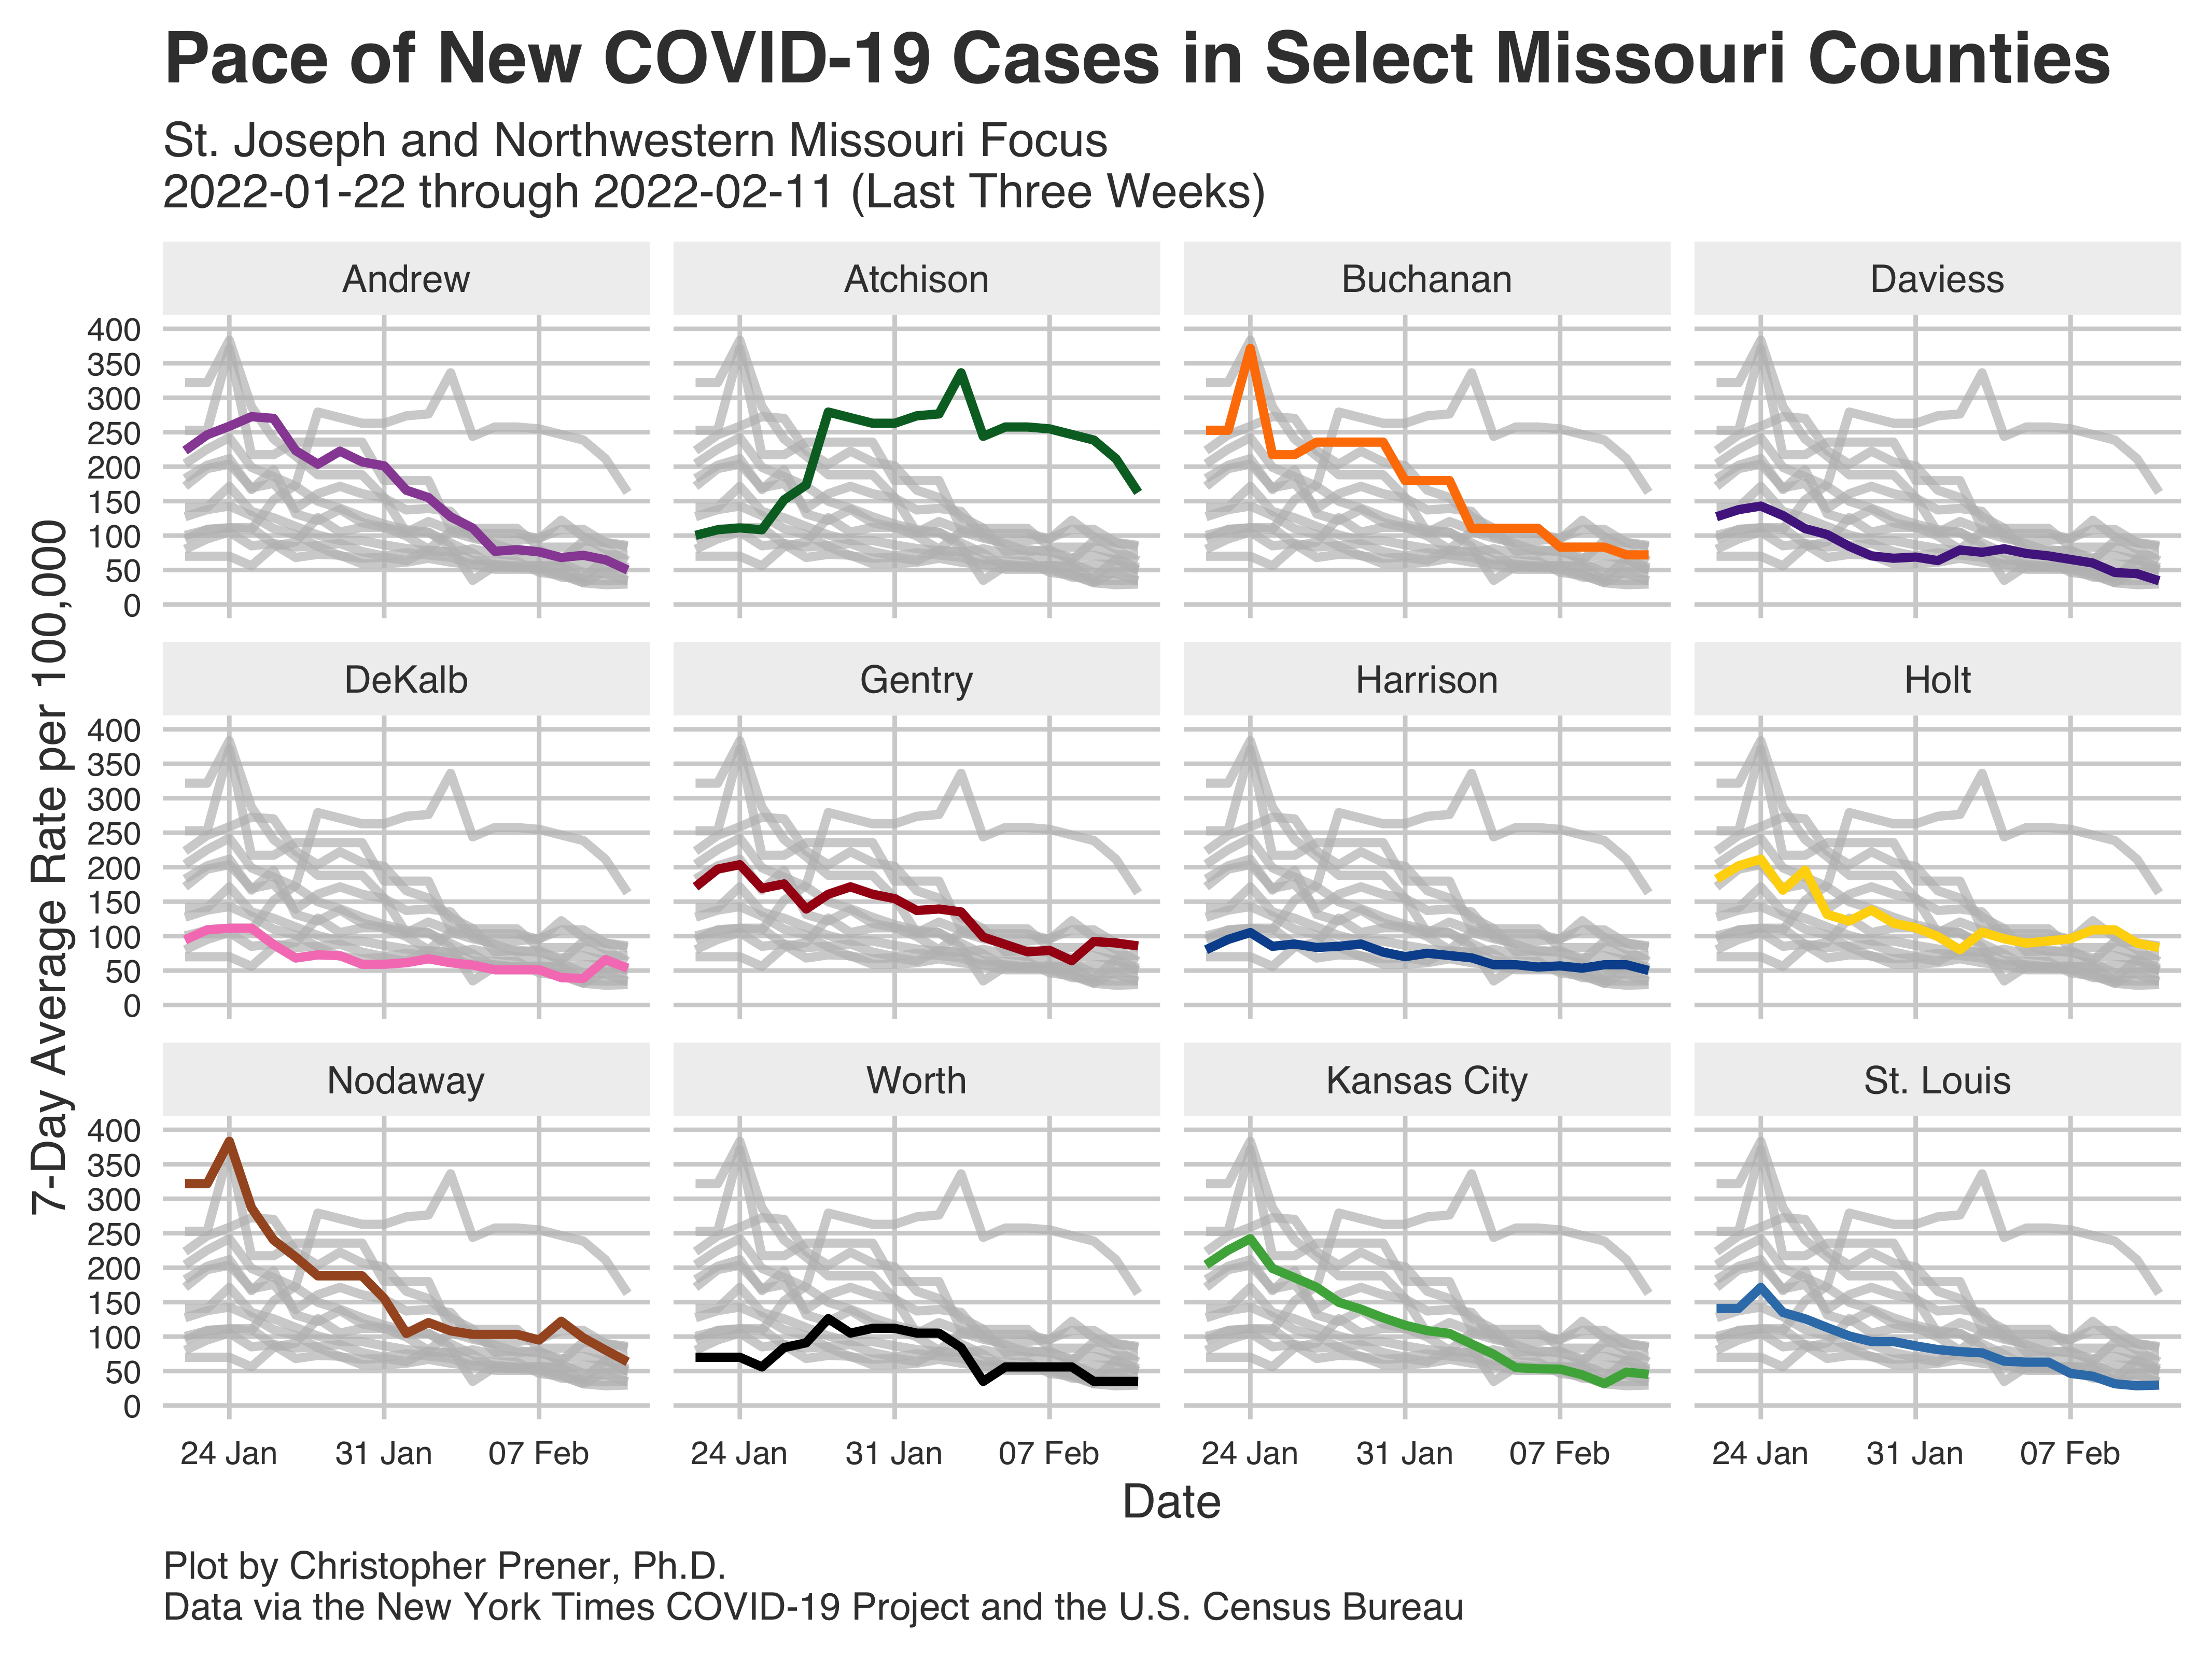 Pace of New COVID-19 Cases in Select Missouri Counties
St. Joseph and Northwestern Missouri Focus
2022-01-22 through 2022-02-11 (Last Three Weeks)
7-Day Average Rate per 100,000
Andrew
Atchison
Buchanan
Daviess
400
350
300
250
200
150
100
50
0
DeKalb
Gentry
Harrison
Holt
400
350
300
250
200
150
100
50
0
Nodaway
Worth
Kansas City
St. Louis
400
350
300
250
200
150
100
50
0
24 Jan
31 Jan
07 Feb
24 Jan
31 Jan
07 Feb
24 Jan
31 Jan
07 Feb
24 Jan
31 Jan
07 Feb
Date
Plot by Christopher Prener, Ph.D.
Data via the New York Times COVID-19 Project and the U.S. Census Bureau